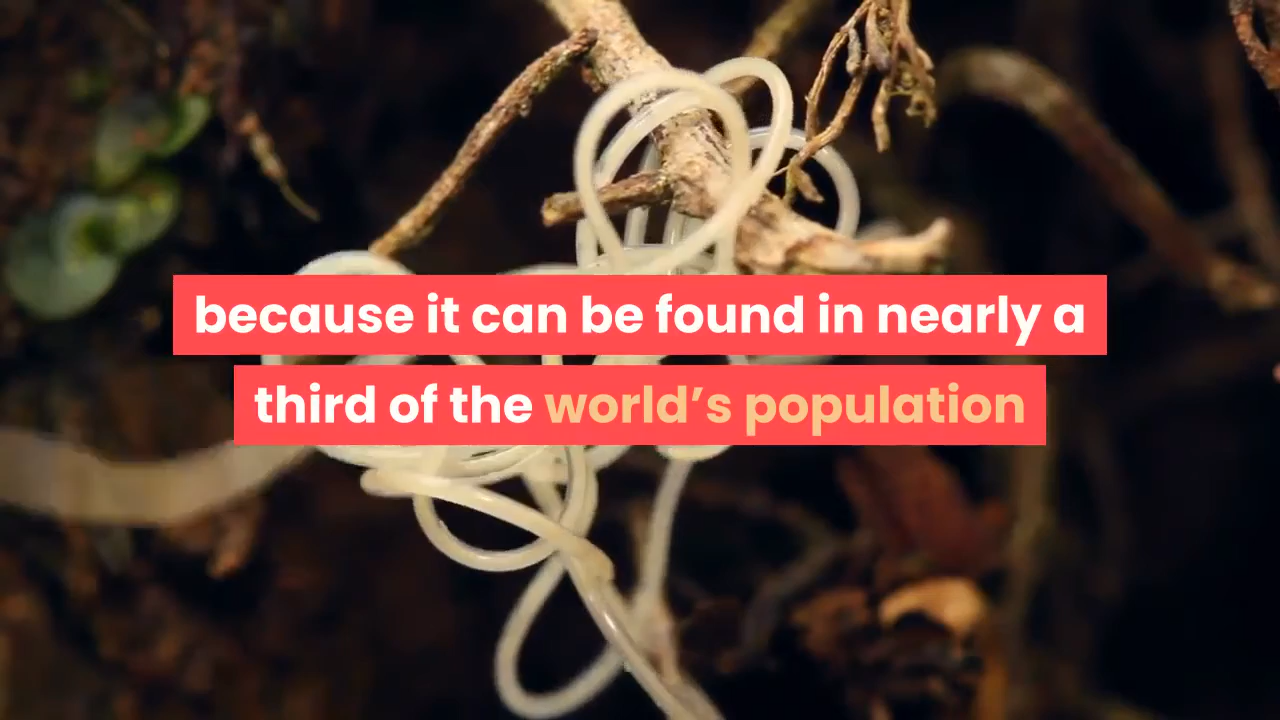 because it can be found in nearly a
third of the world’s population